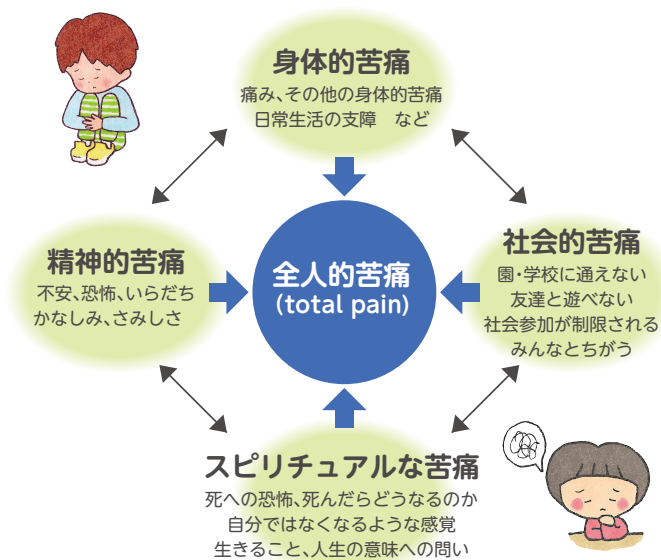 身体的苦痛
痛み、その他の身体的苦痛
日常生活の支障　など
精神的苦痛
不安、恐怖、いらだち
かなしみ、さみしさ
全人的苦痛
(total pain)
社会的苦痛
園・学校に通えない
友達と遊べない
社会参加が制限される
みんなとちがう
スピリチュアルな苦痛
死への恐怖、死んだらどうなるのか
自分ではなくなるような感覚
生きること、人生の意味への問い